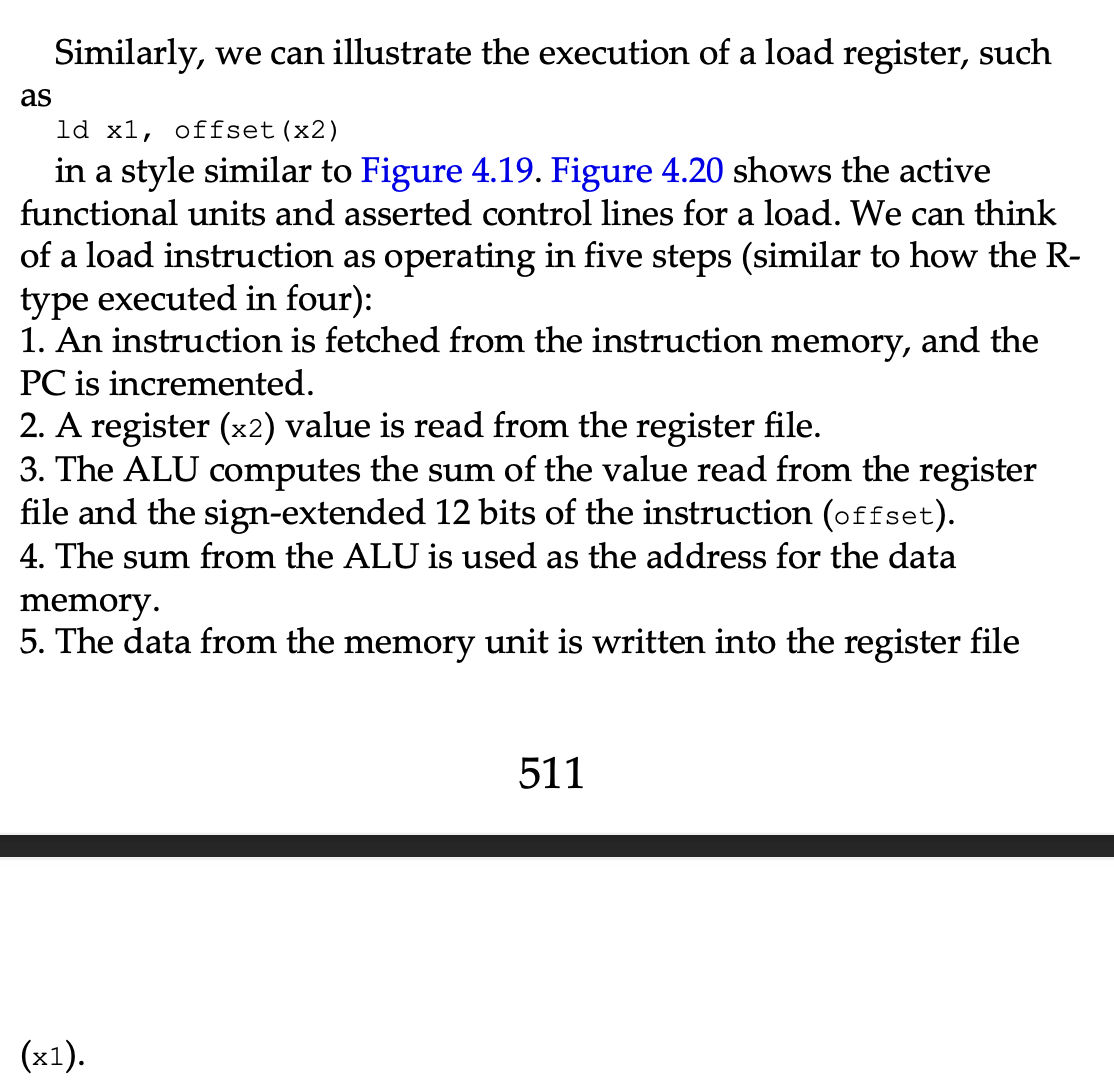 Similarly, we can illustrate the execution of a load register, such
as
ld x1, offset(x2)
in a style similar to Figure 4.19. Figure 4.20 shows the active
functional units and asserted control lines for a load. We can think
of a load instruction as operating in five steps (similar to how the R-
type executed in four):
1. An instruction is fetched from the instruction memory, and the
PC is incremented.
2. A register (x2) value is read from the register file.
3. The ALU computes the sum of the value read from the register
file and the sign-extended 12 bits of the instruction (offset).
4. The sum from the ALU is used as the address for the data
memory.
5. The data from the memory unit is written into the register file
511
(x1).